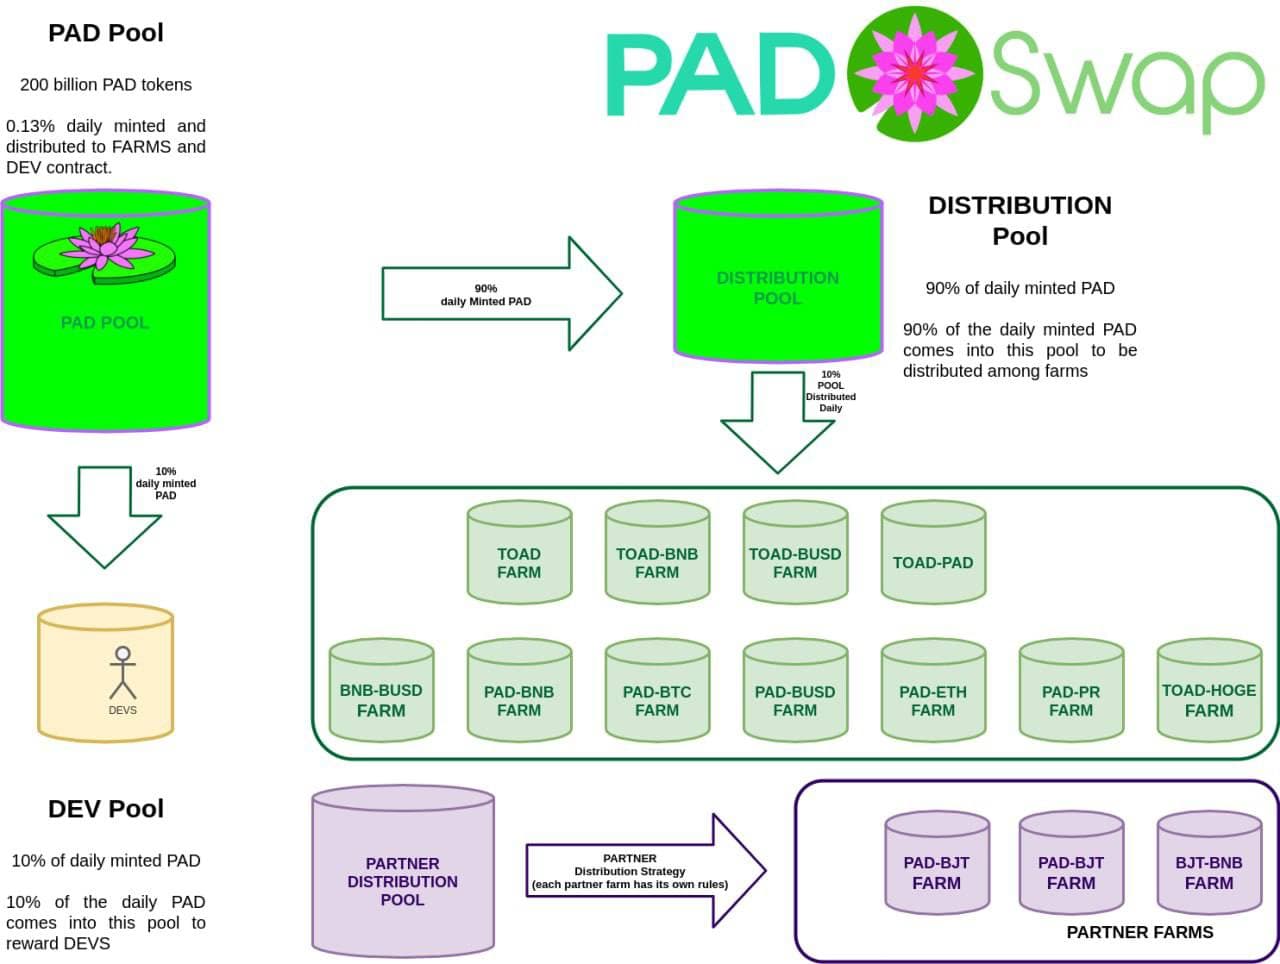 PAD Swap
PAD Pool
200 billion PAD tokens
0.13% daily minted and
distributed to FARMS and
DEV contract.
PAD POOL
90%
daily Minted PAD
DISTRIBUTION
POOL
DISTRIBUTION
Pool
90% of daily minted PAD
90% of the daily minted PAD
comes into this pool to be
distributed among farms
10%
POOL
Distributed
Daily
10%
daily minted
PAD
DEVS
TOAD
FARM
TOAD-BNB
FARM
TOAD-BUSD
FARM
TOAD-PAD
BNB-BUSD
FARM
PAD-BNB
FARM
PAD-BTC
FARM
PAD-BUSD
FARM
PAD-ETH
FARM
PAD-PR
FARM
TOAD-HOGE
FARM
DEV Pool
10% of daily minted PAD
10% of the daily PAD
comes into this pool to
reward DEVS
PARTNER
DISTRIBUTION
POOL
PARTNER
Distribution Strategy
(each partner farm has its own rules)
PAD-BJT
FARM
PAD-BJT
FARM
BJT-BNB
FARM
PARTNER FARMS